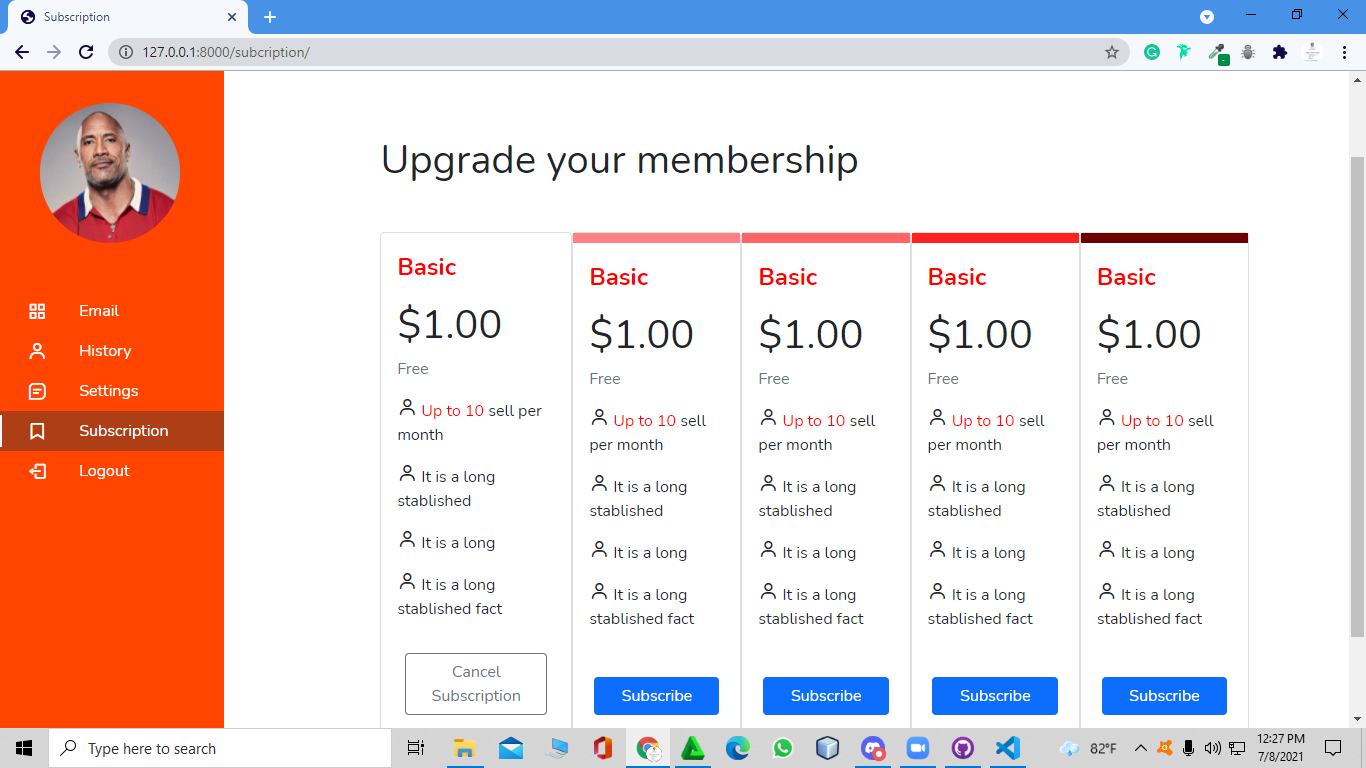 Subscription
127.0.0.1:8000/subcription/
Email
History
Settings
Subscription
Logout
Upgrade your membership
Basic
$1.00
Free
Up to 10 sell per
month
It is a long
stablished
It is a long
It is a long
stablished fact
Cancel
Subscription
Basic
$1.00
Free
Up to 10 sell
per month
It is a long
stablished
It is a long
It is a long
stablished fact
Subscribe
Basic
$1.00
Free
Up to 10 sell
per month
It is a long
stablished
It is a long
It is a long
stablished fact
Subscribe
Basic
$1.00
Free
Up to 10 sell
per month
It is a long
stablished
It is a long
It is a long
stablished fact
Subscribe
Basic
$1.00
Free
Up to 10 sell
per month
It is a long
stablished
It is a long
It is a long
stablished fact
Subscribe
Type here to search
82°F
12:27 PM
7/8/2021